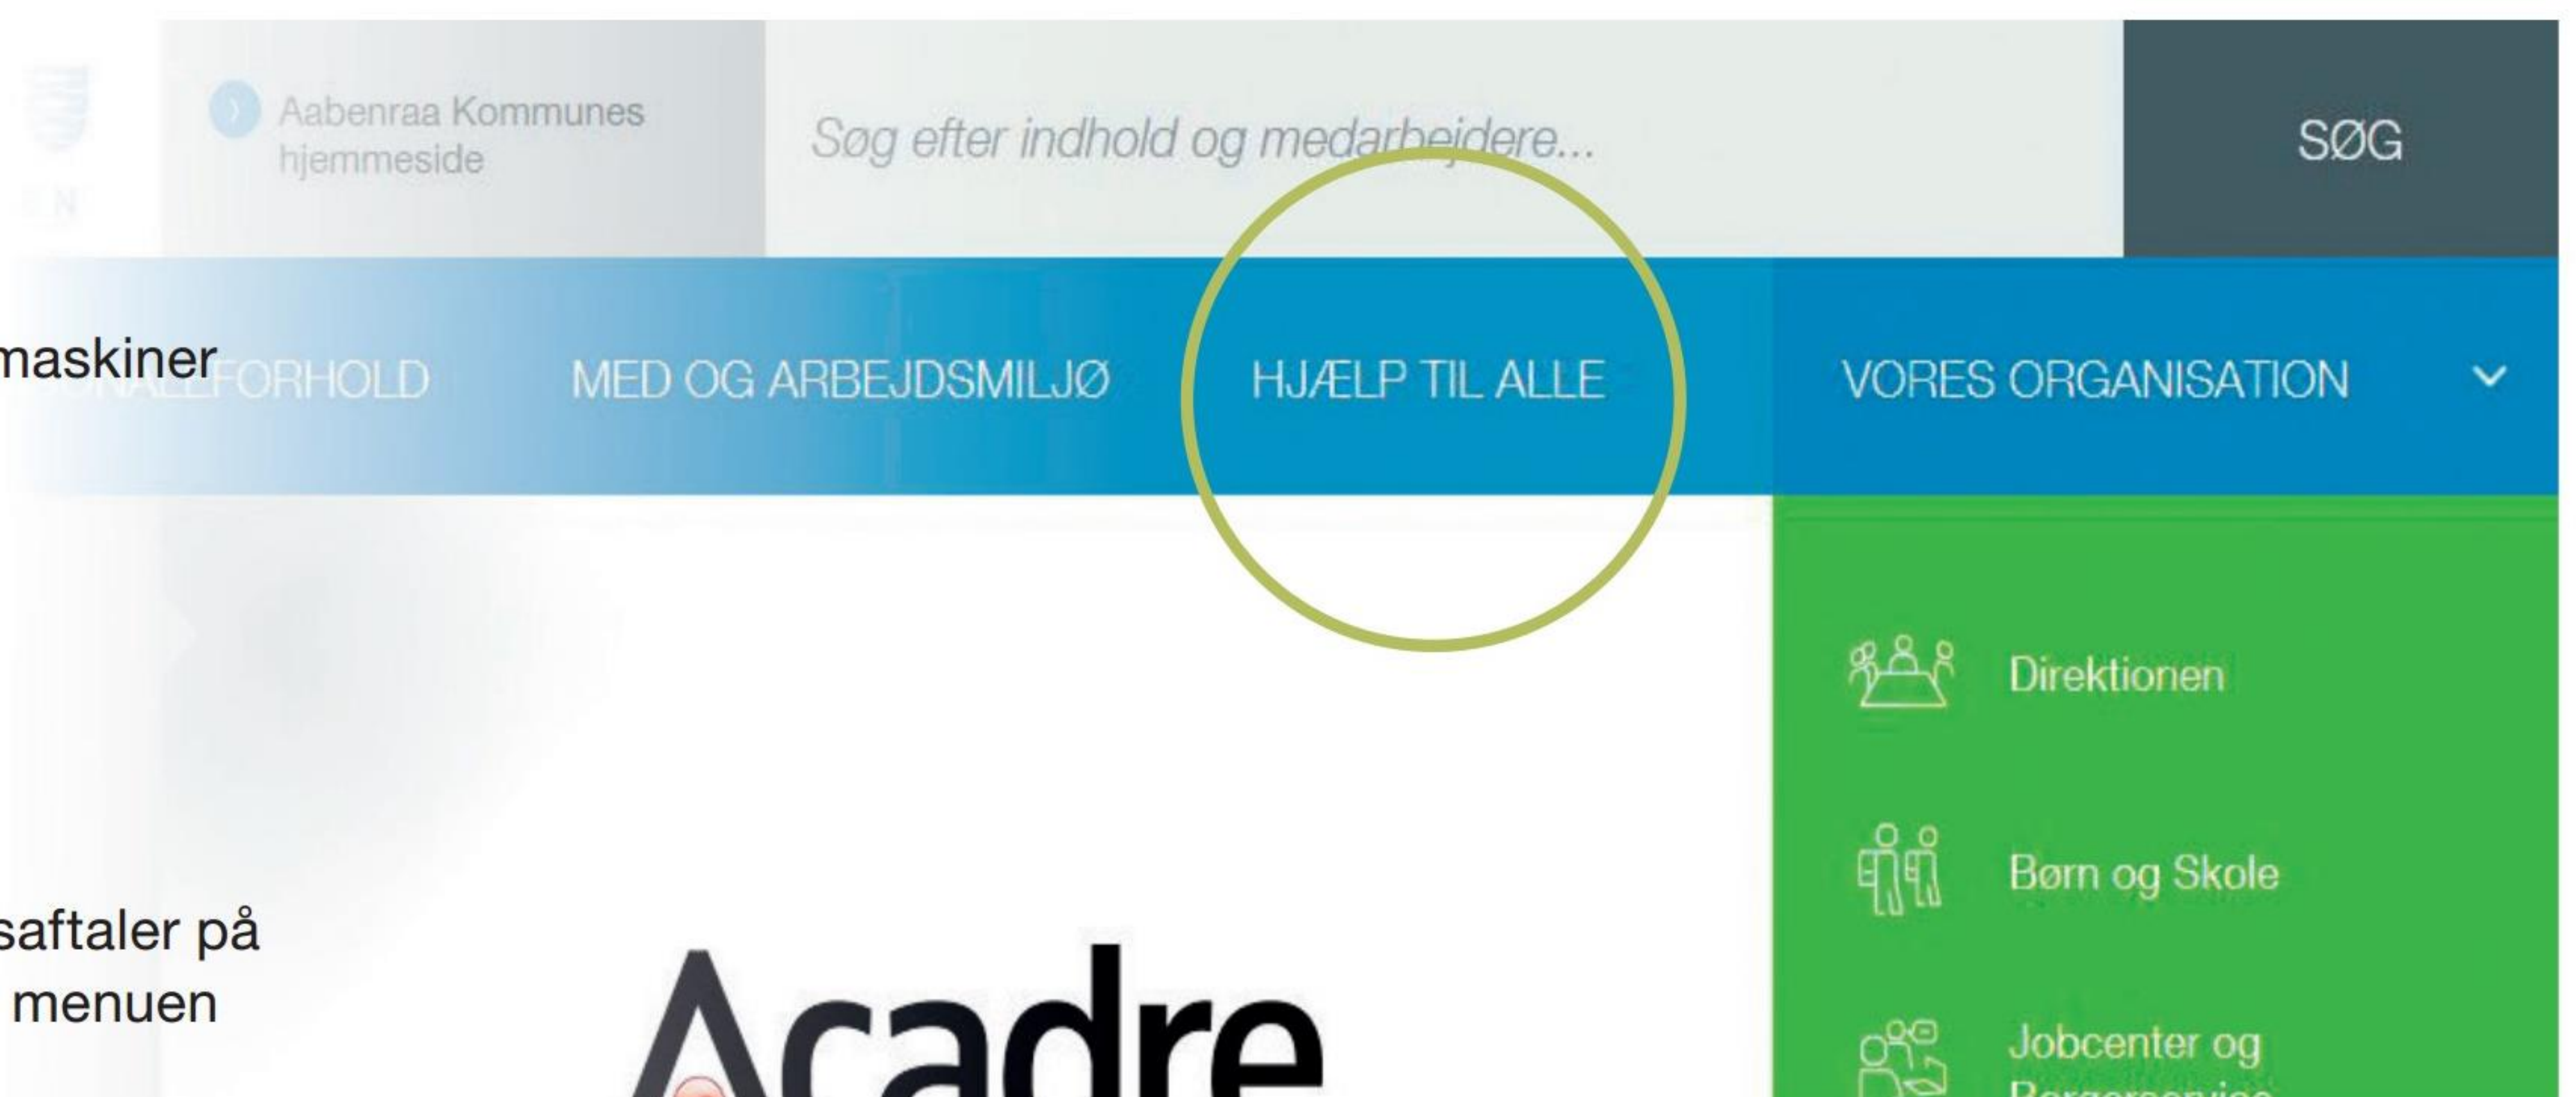 Aabenraa Kommunes
hjemmeside
Søg efter indhold og medarbejdere...
SØG
maskiner
FORHOLD
MED OG ARBEJDSMILJØ
HJÆLP TIL ALLE
VORES ORGANISATION
Direktionen
Børn og Skole
saftaler på
menuen
Acadre
Jobcenter og
Borgerservice